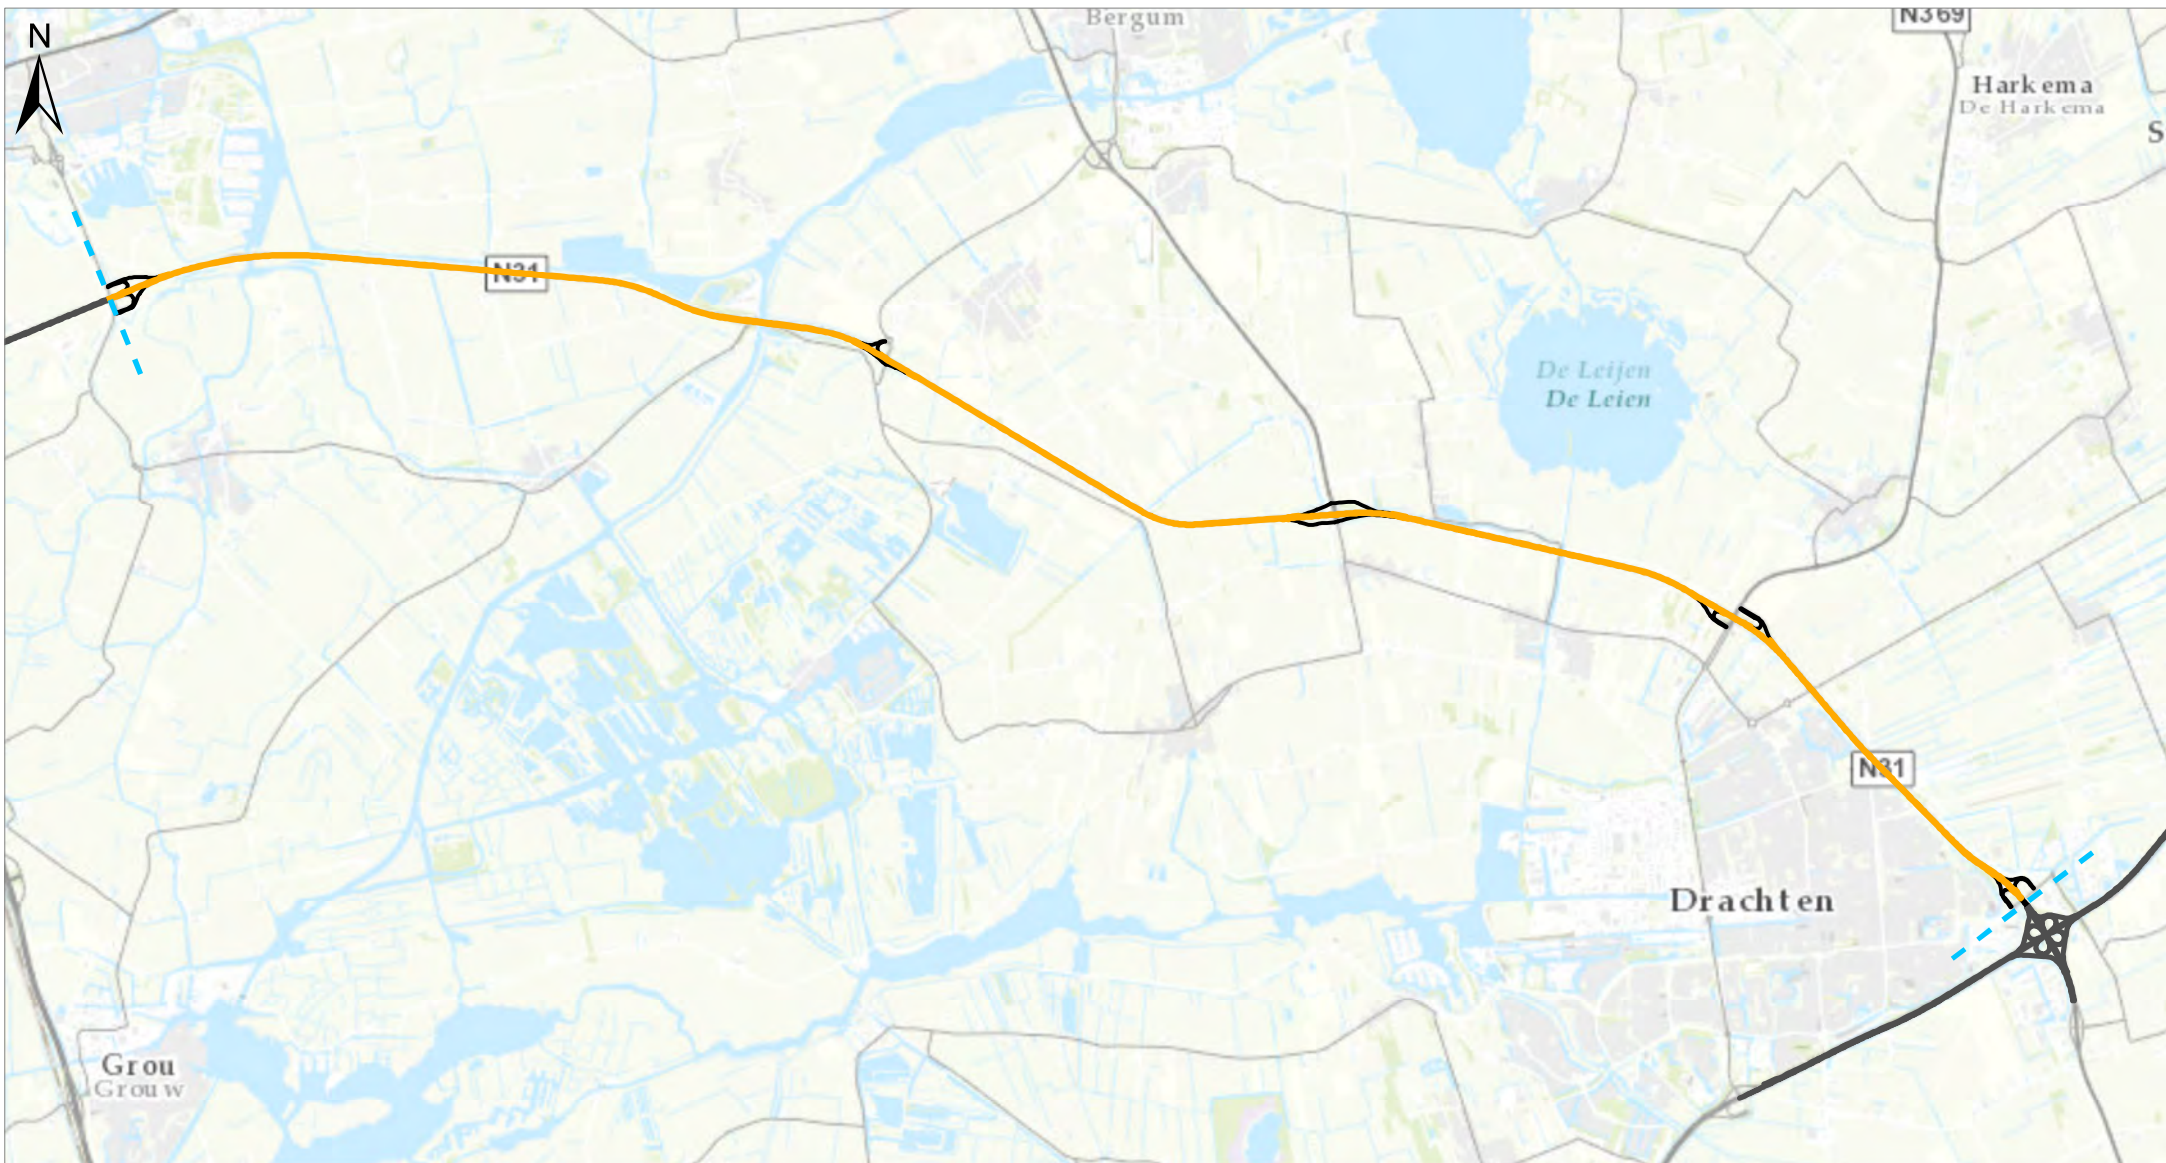 Bergum
N369
N
Harkema
De Harkema
S
N31
De Leijen
De Leien
N31
Drachten
Grou
Grouw